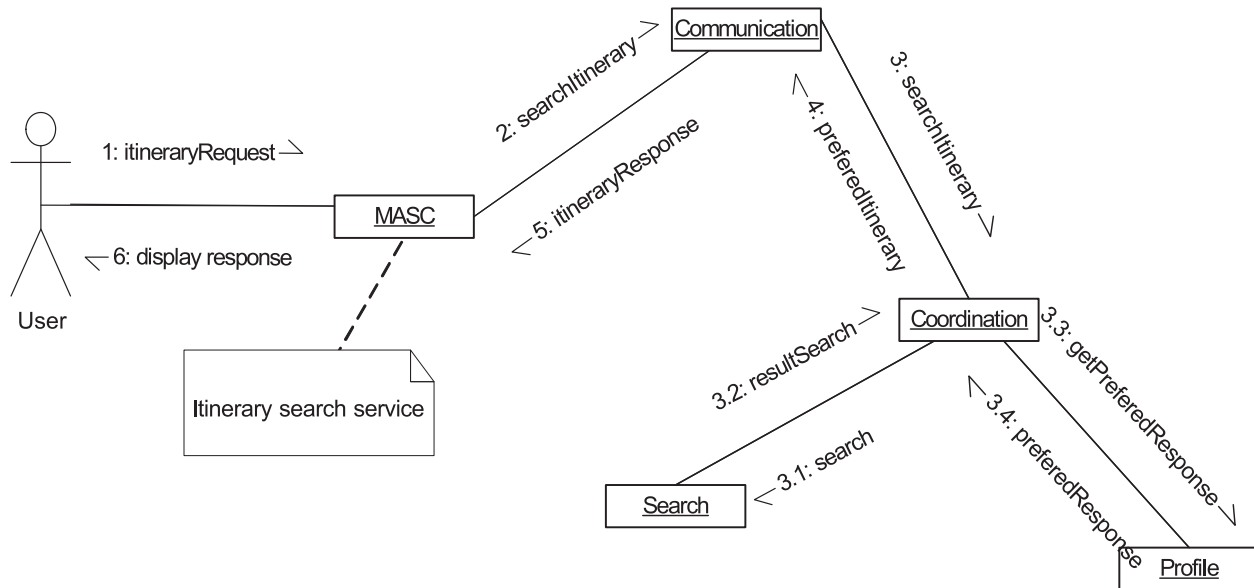 Communication
2: searchItinerary
3: searchItinerary
4: preferedItinerary
1: itineraryRequest
MASC
5: itineraryResponse
6: display response
User
Itinerary search service
Coordination
3.2: resultSearch
3.3: getPreferedResponse
3.1: search
3.4: preferedResponse
Search
Profile